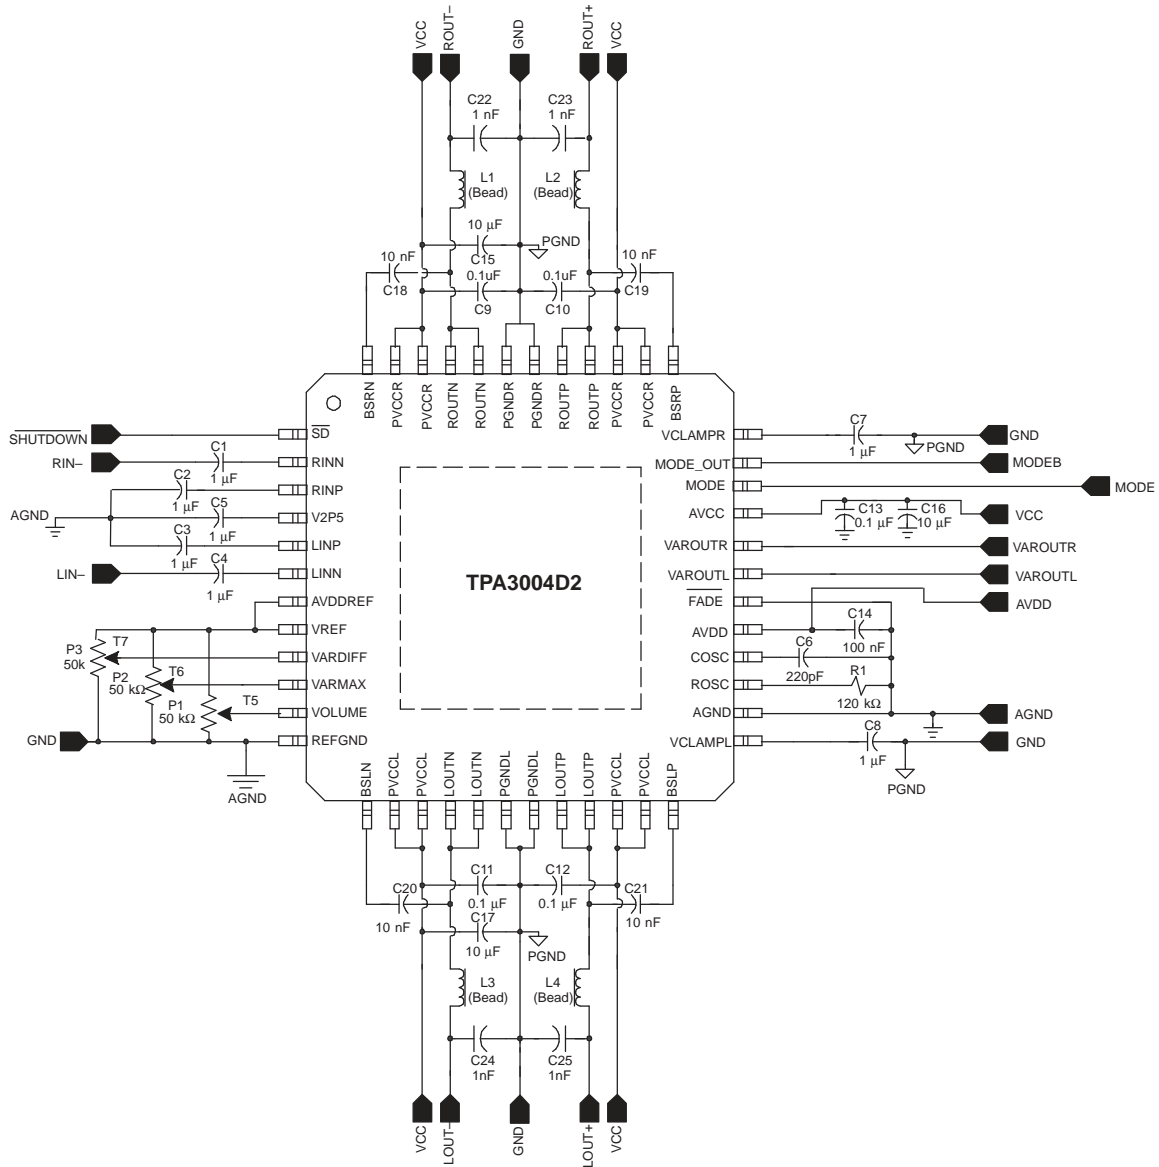 VCC
ROUT–
GND
ROUT+
VCC
C22
1 nF
C23
1 nF
L1
(Bead)
L2
(Bead)
10 µF
C15
PGND
10 nF
C18
0.1uF
C9
0.1uF
C10
10 nF
C19
BSRN
PVCCR
PVCCR
ROUTN
ROUTN
PGNDR
PGNDR
ROUTP
ROUTP
PVCCR
PVCCR
BSRP
SHUTDOWN
SD
RIN–
C1
1 µF
RINN
C2
1 µF
RINP
AGND
C5
1 µF
V2P5
C3
1 µF
LINP
LIN–
C4
1 µF
LINN
AVDDREF
VREF
P3
50k
T7
VARDIFF
P2
50 kΩ
T6
VARMAX
P1
50 kΩ
T5
VOLUME
GND
REFGND
AGND
TPA3004D2
VCLAMPR
C7
1 µF
PGND
GND
MODE_OUT
MODEB
MODE
MODE
AVCC
C13
0.1 µF
C16
10 µF
VCC
VAROUTR
VAROUTR
VAROUTL
VAROUTL
FADE
AVDD
AVDD
C14
100 nF
COSC
C6
220pF
ROSC
R1
120 kΩ
AGND
AGND
VCLAMPL
C8
1 µF
GND
PGND
BSLN
PVCCL
PVCCL
LOUTN
LOUTN
PGNDL
PGNDL
LOUTP
LOUTP
PVCCL
PVCCL
BSLP
C20
10 nF
C11
0.1 µF
C12
0.1 µF
C21
10 nF
C17
10 µF
PGND
L3
(Bead)
L4
(Bead)
C24
1nF
C25
1nF
VCC
LOUT–
GND
LOUT+
VCC